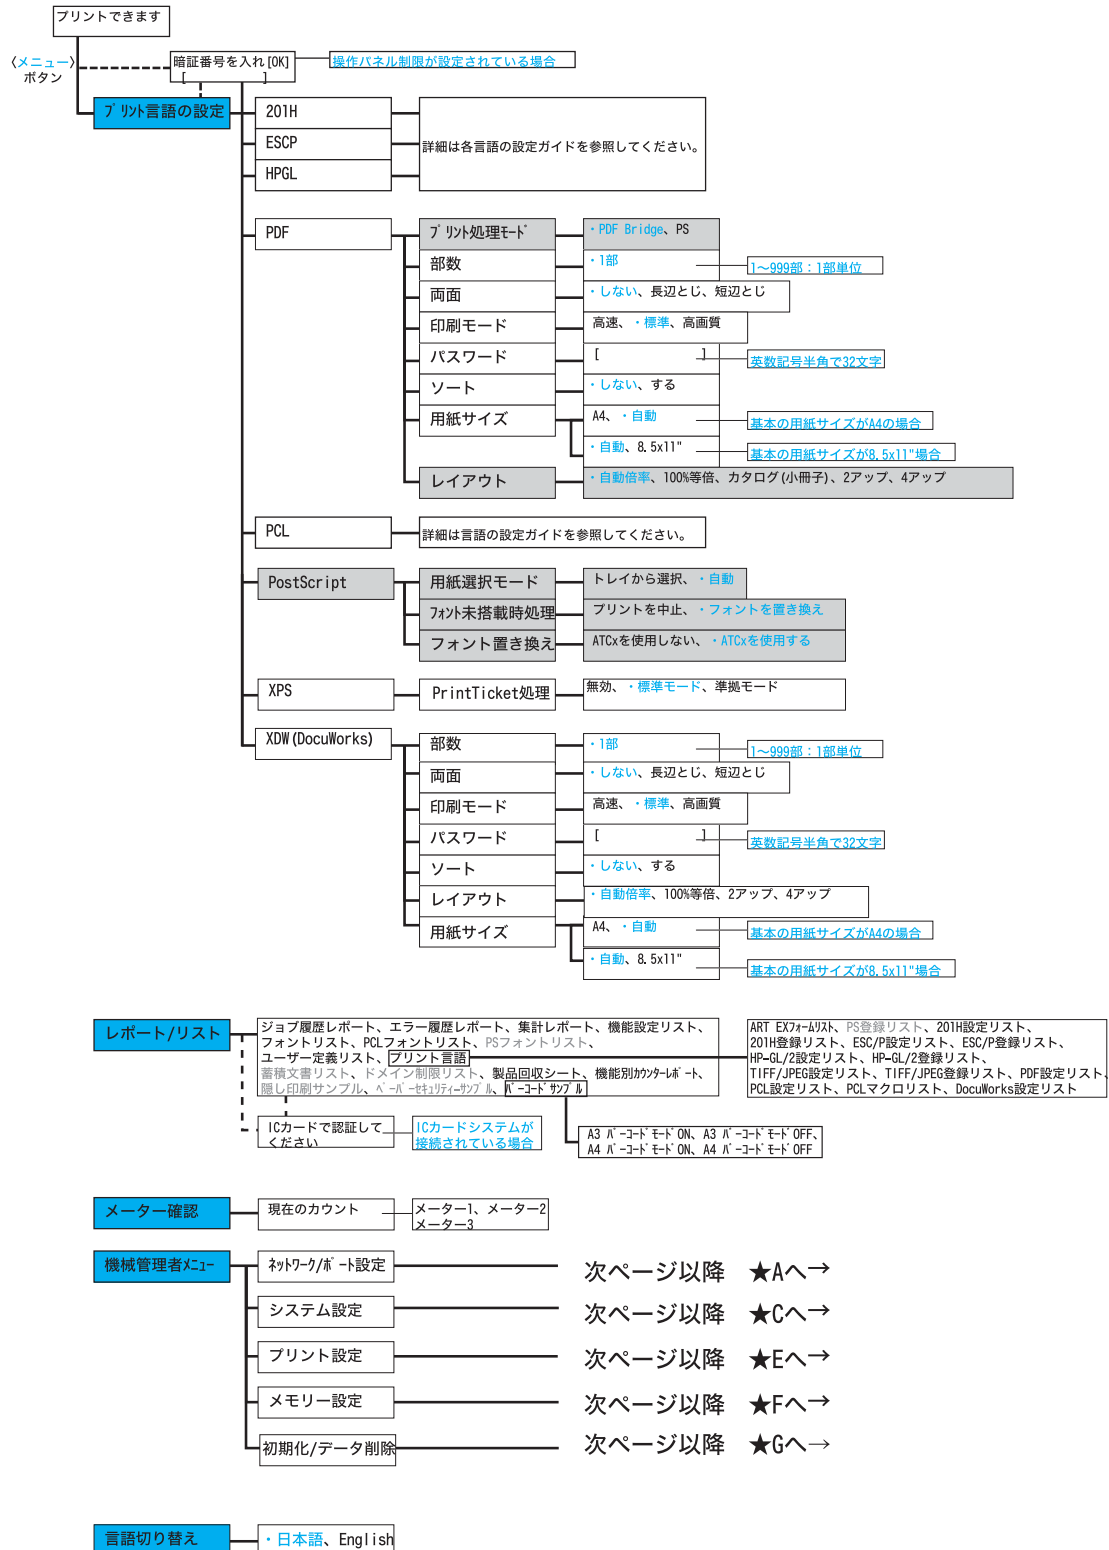 プリントできます
〈メニュー〉
ボタン
暗証番号を入れ[OK]
[ ]
操作パネル制限が設定されている場合
プリント言語の設定
201H
ESCP
HPGL
詳細は各言語の設定ガイドを参照してください。
PDF
プリント処理モード
・PDF Bridge、PS
部数
・1部
1～999部：1部単位
両面
・しない、長辺とじ、短辺とじ
印刷モード
高速、・標準、高画質
パスワード
[ ]
英数記号半角で32文字
ソート
・しない、する
用紙サイズ
A4、・自動
基本の用紙サイズがA4の場合
・自動、8.5x11"
基本の用紙サイズが8.5x11"場合
レイアウト
・自動倍率、100%等倍、カタログ(小冊子)、2アップ、4アップ
PCL
詳細は言語の設定ガイドを参照してください。
PostScript
用紙選択モード
トレイから選択、・自動
フォント未搭載時処理
プリントを中止、・フォントを置き換え
フォント置き換え
ATCxを使用しない、・ATCxを使用する
XPS
PrintTicket処理
無効、・標準モード、準拠モード
XDW(DocuWorks)
部数
・1部
1～999部：1部単位
両面
・しない、長辺とじ、短辺とじ
印刷モード
高速、・標準、高画質
パスワード
[ ]
英数記号半角で32文字
ソート
・しない、する
レイアウト
・自動倍率、100%等倍、2アップ、4アップ
用紙サイズ
A4、・自動
基本の用紙サイズがA4の場合
・自動、8.5x11"
基本の用紙サイズが8.5x11"場合
レポート/リスト
ジョブ履歴レポート、エラー履歴レポート、集計レポート、機能設定リスト、
フォントリスト、PCLフォントリスト、PSフォントリスト、
ユーザー定義リスト、プリント言語
蓄積文書リスト、ドメイン制限リスト、製品回収シート、機能別カウンターレポート、
隠し印刷サンプル、ペーパーセキュリティーサンプル、バーコードサンプル
ART EXフォームリスト、PS登録リスト、201H設定リスト、
201H登録リスト、ESC/P設定リスト、ESC/P登録リスト、
HP-GL/2設定リスト、HP-GL/2登録リスト、
TIFF/JPEG設定リスト、TIFF/JPEG登録リスト、PDF設定リスト、
PCL設定リスト、PCLマクロリスト、DocuWorks設定リスト
ICカードで認証して
ください
ICカードシステムが
接続されている場合
A3 バーコードモードON、A3 バーコードモードOFF、
A4 バーコードモードON、A4 バーコードモードOFF
メーター確認
現在のカウント
メーター1、メーター2
メーター3
機械管理者メニュー
ネットワーク/ポート設定
次ページ以降 ★Aへ→
システム設定
次ページ以降 ★Cへ→
プリント設定
次ページ以降 ★Eへ→
メモリー設定
次ページ以降 ★Fへ→
初期化/データ削除
次ページ以降 ★Gへ→
言語切り替え
・日本語、English